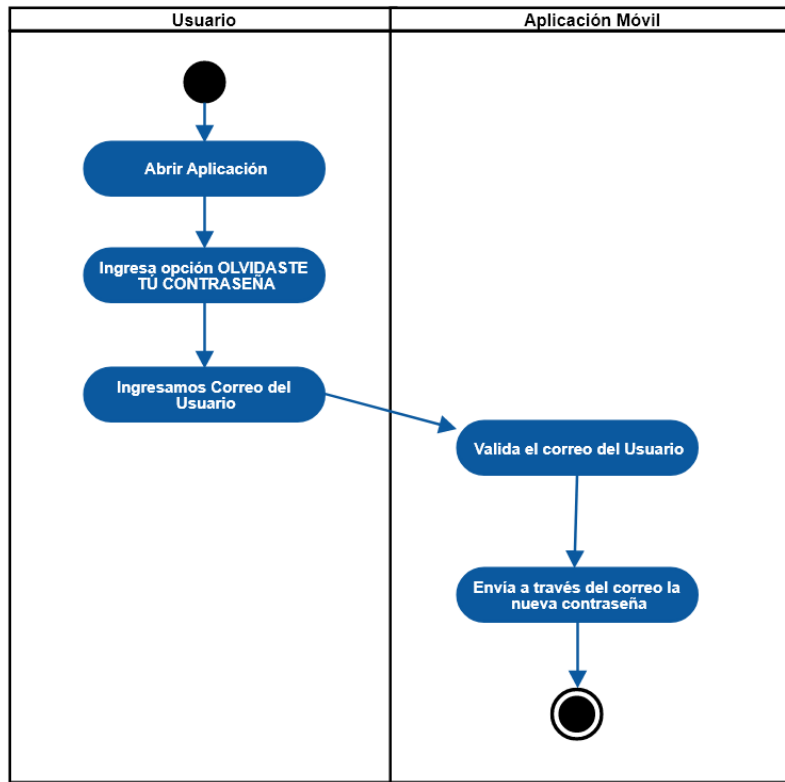 Usuario
Aplicación Móvil
Abrir Aplicación
Ingresa opción OLVIDASTE
TÚ CONTRASEÑA
Ingresamos Correo del
Usuario
Valida el correo del Usuario
Envía a través del correo la
nueva contraseña